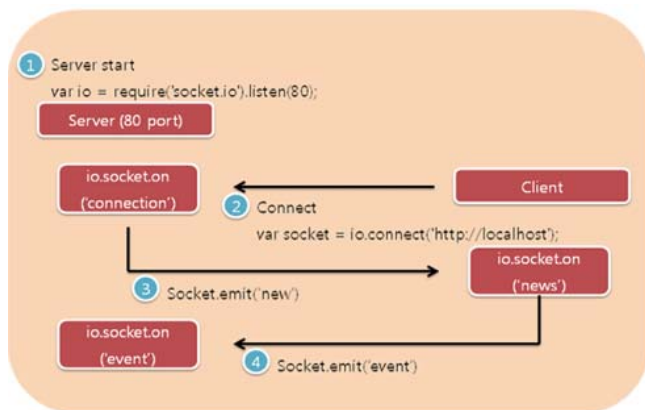 1 Server start
var io = require('socket.io').listen(80);
Server (80 port)
io.socket.on
('connection')
Client
2 Connect
var socket = io.connect('http://localhost');
io.socket.on
('news')
3 Socket.emit('new')
io.socket.on
('event')
4 Socket.emit('event')